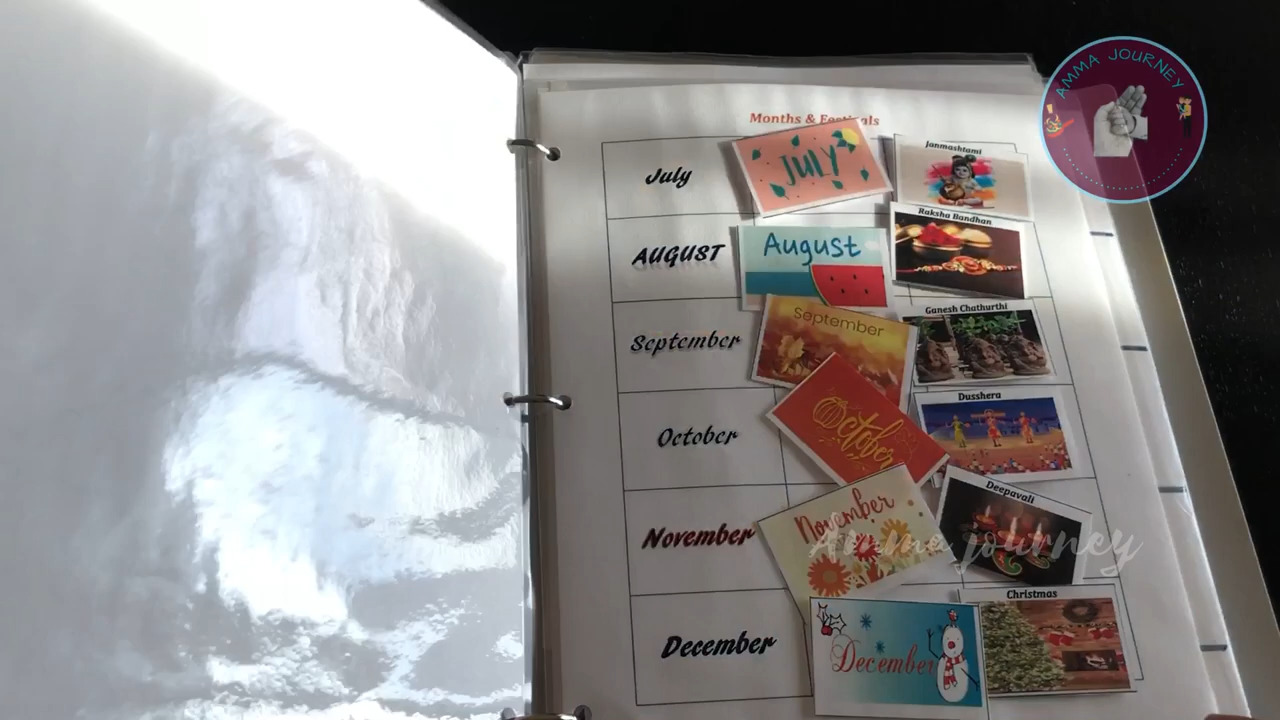 AMMA JOURNEY
Months & Festivals
July
JULY
Janmashtami
AUGUST
August
Raksha Bandhan
September
September
Ganesh Chathurthi
October
October
Dusshera
November
November
Deepavali
Amma journey
December
December
Christmas